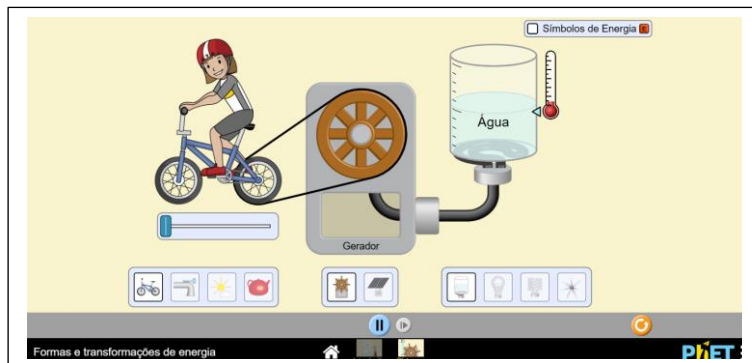 Símbolos de Energia E
Água
Gerador
Formas e transformações de energia
PhET